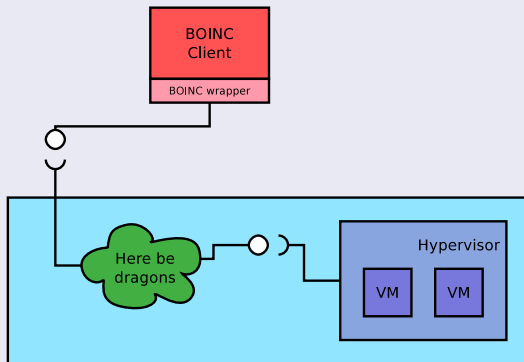 BOINC
Client
BOINC wrapper
Here be
dragons
Hypervisor
VM
VM